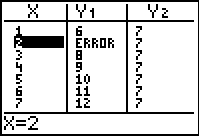 X Y₁ Y₂
1 6 7
2 ERROR 7
3 8 7
4 9 7
5 10 7
6 11 7
7 12 7
X=2